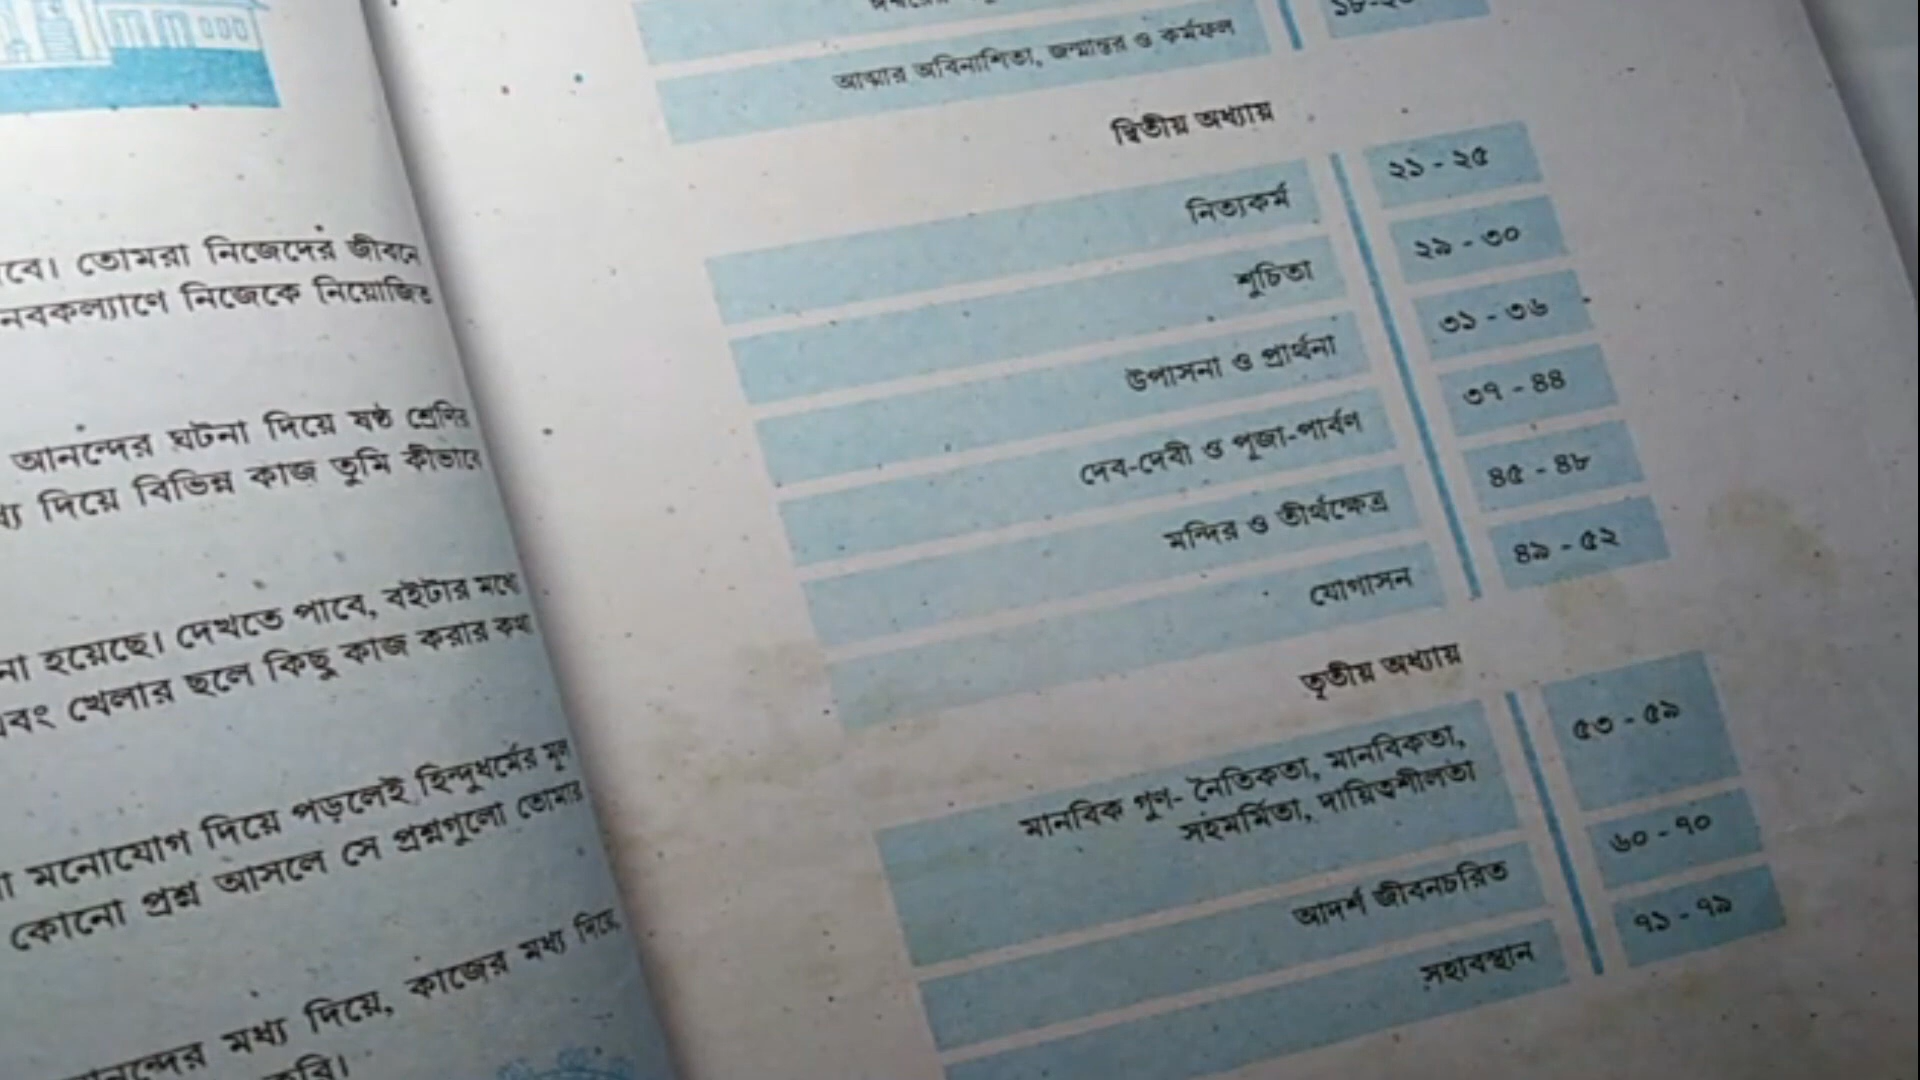 বে। তোমরা নিজেদের জীবনে
নবকল্যাণে নিজেকে নিয়োজিত
আনন্দের ঘটনা দিয়ে ষষ্ঠ শ্রেণির
দিয়ে বিভিন্ন কাজ তুমি কীভাবে
না হয়েছে। দেখতে পাবে, বইটার মধ্যে
এবং খেলার ছলে কিছু কাজ করার কথা
মনোযোগ দিয়ে পড়লেই হিন্দুধর্মের মূল
কোনো প্রশ্ন আসলে সে প্রশ্নগুলো তোমার
আনন্দের মধ্য দিয়ে, কাজের মধ্য দিয়ে,
করি।
আত্মার অবিনাশিতা, জন্মান্তর ও কর্মফল
দ্বিতীয় অধ্যায়
নিত্যকর্ম ২১ - ২৫
শুচিতা ২৯ - ৩০
উপাসনা ও প্রার্থনা ৩১ - ৩৬
দেব-দেবী ও পূজা-পার্বণ ৩৭ - ৪৪
মন্দির ও তীর্থক্ষেত্র ৪৫ - ৪৮
যোগাসন ৪৯ - ৫২
তৃতীয় অধ্যায়
মানবিক গুণ- নৈতিকতা, মানবিকতা, ৫৩ - ৫৯
সহমর্মিতা, দায়িত্বশীলতা
আদর্শ জীবনচরিত ৬০ - ৭০
সহাবস্থান ৭১ - ৭৯